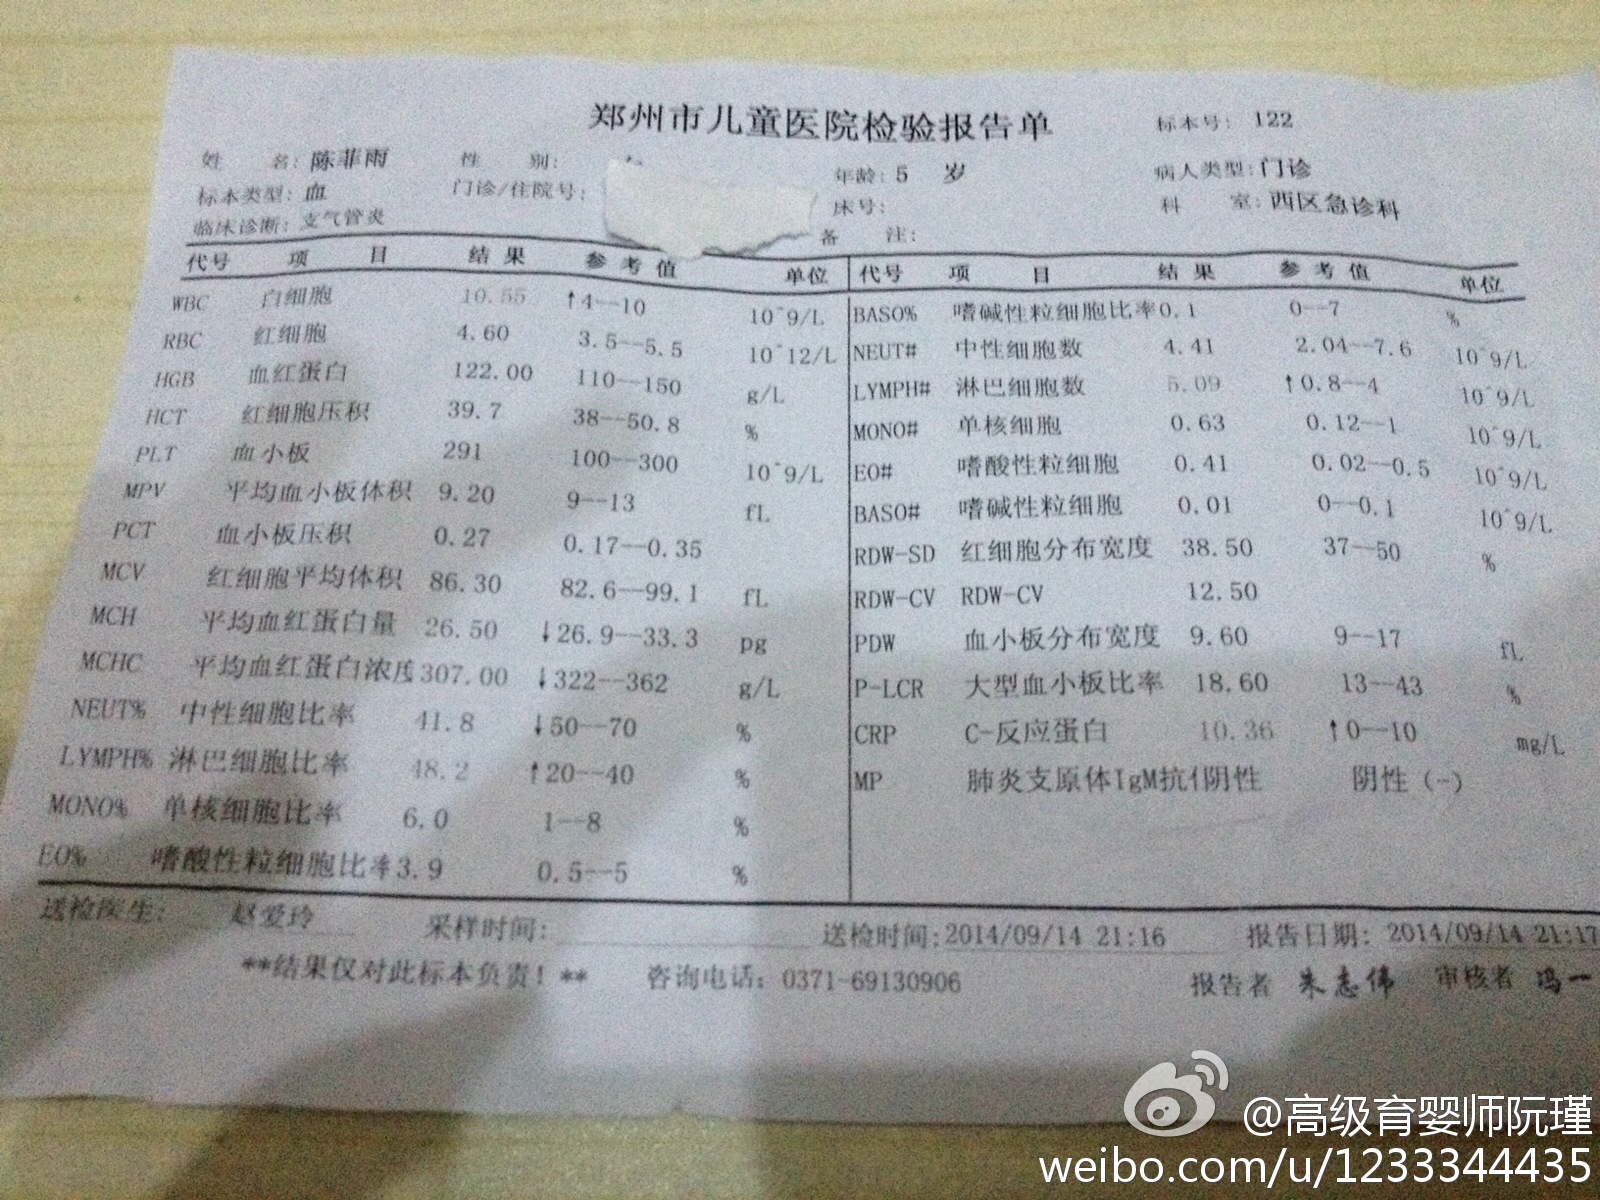 郑州市儿童医院检验报告单
标本号: 122
姓 名: 陈菲雨 性 别: 年龄: 5 岁 病人类型: 门诊
标本类型: 血 门诊/住院号: 床号: 科 室: 西区急诊科
临床诊断: 支气管炎 备 注:
代号 项 目 结 果 参 考 值 单位 代号 项 目 结 果 参 考 值 单位
WBC 白细胞 10.55 ↑4--10 10^9/L BASO% 嗜碱性粒细胞比率 0.1 0--7 %
RBC 红细胞 4.60 3.5--5.5 10^12/L NEUT# 中性细胞数 4.41 2.04--7.6 10^9/L
HGB 血红蛋白 122.00 110--150 g/L LYMPH# 淋巴细胞数 5.09 ↑0.8--4 10^9/L
HCT 红细胞压积 39.7 38--50.8 % MONO# 单核细胞 0.63 0.12--1 10^9/L
PLT 血小板 291 100--300 10^9/L EO# 嗜酸性粒细胞 0.41 0.02--0.5 10^9/L
MPV 平均血小板体积 9.20 9--13 fL BASO# 嗜碱性粒细胞 0.01 0--0.1 10^9/L
PCT 血小板压积 0.27 0.17--0.35 RDW-SD 红细胞分布宽度 38.50 37--50 %
MCV 红细胞平均体积 86.30 82.6--99.1 fL RDW-CV RDW-CV 12.50
MCH 平均血红蛋白量 26.50 ↓26.9--33.3 pg PDW 血小板分布宽度 9.60 9--17 fL
MCHC 平均血红蛋白浓度 307.00 ↓322--362 g/L P-LCR 大型血小板比率 18.60 13--43 %
NEUT% 中性细胞比率 41.8 ↓50--70 % CRP C-反应蛋白 10.36 ↑0--10 mg/L
LYMPH% 淋巴细胞比率 48.2 ↑20--40 % MP 肺炎支原体IgM抗 阴性 阴性 (-)
MONO% 单核细胞比率 6.0 1--8 %
EO% 嗜酸性粒细胞比率 3.9 0.5--5 %
送检医生: 赵爱玲 采样时间: 送检时间: 2014/09/14 21:16 报告日期: 2014/09/14 21:17
**结果仅对此标本负责! ** 咨询电话: 0371-69130906 报告者 朱志伟 审核者 冯一
@高级育婴师阮瑾
weibo.com/u/1233344435